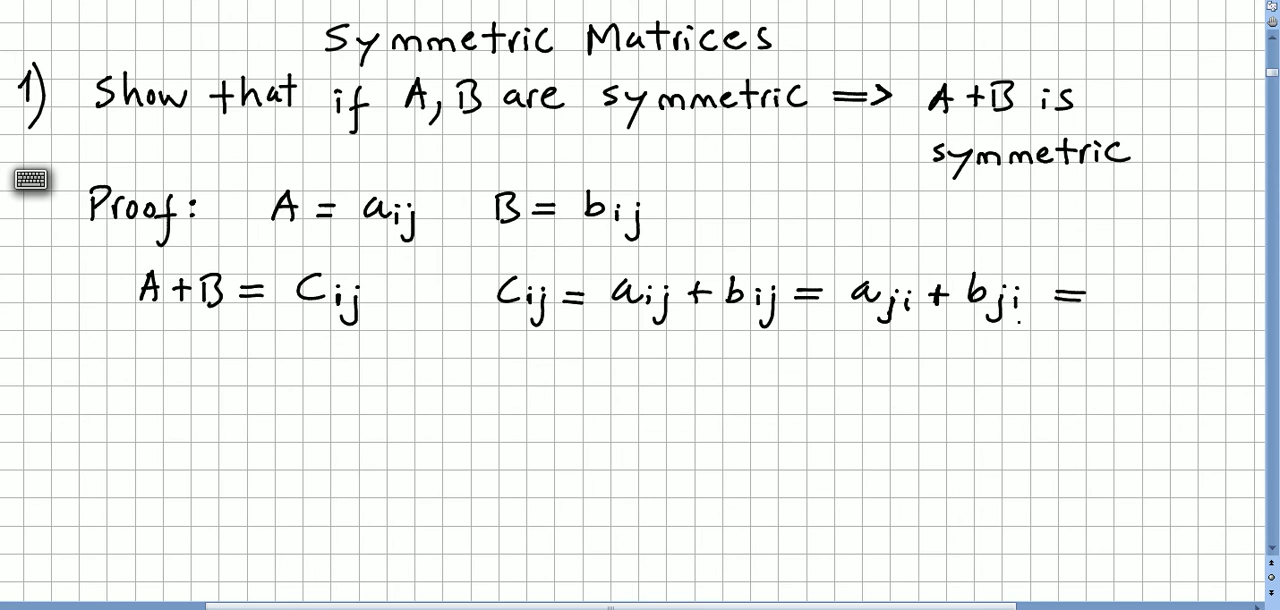 Symmetric Matrices
1) Show that if A, B are symmetric => A+B is
symmetric
Proof: A = aij B = bij
A+B = Cij Cij = aij + bij = aji + bji =